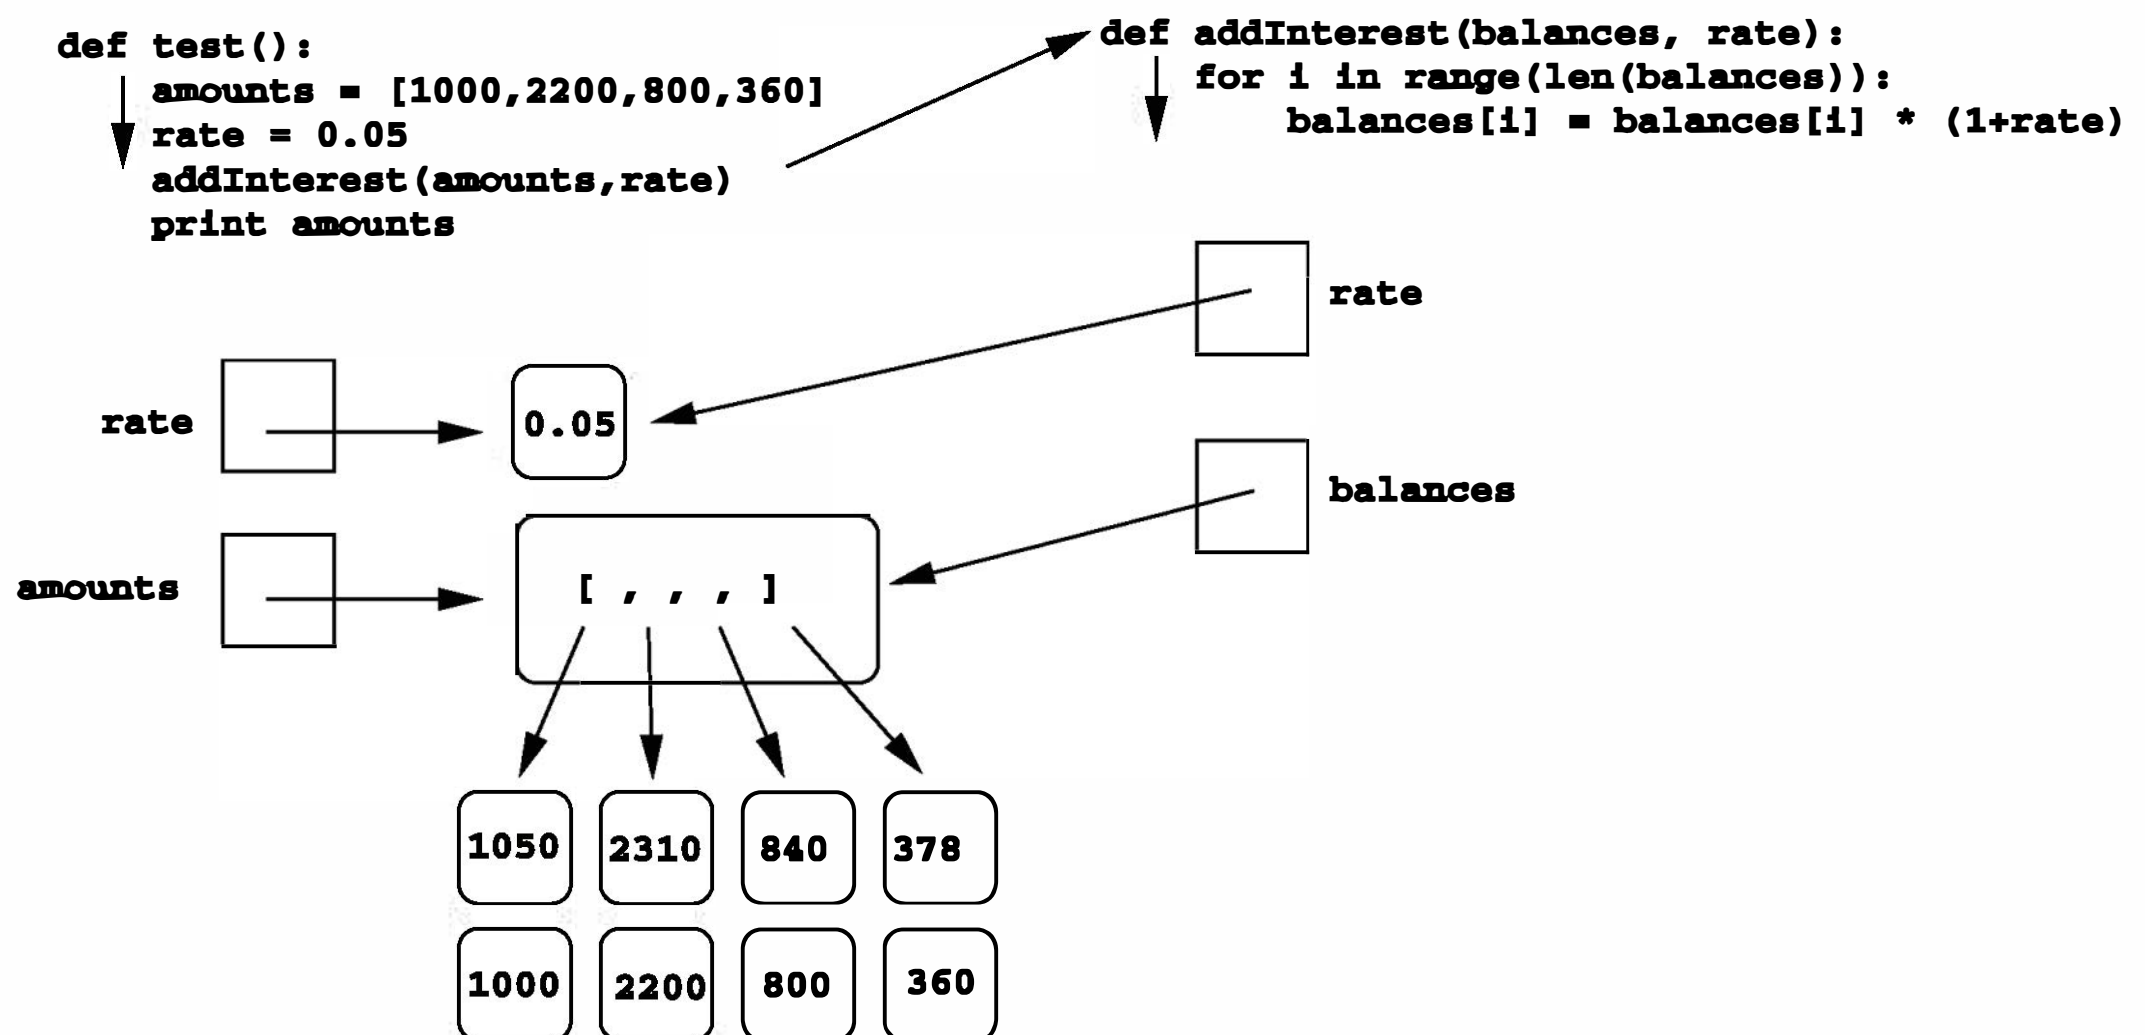 def test():
amounts = [1000,2200,800,360]
rate = 0.05
addInterest(amounts,rate)
print amounts
def addInterest(balances, rate):
for i in range(len(balances)):
balances[i] = balances[i] * (1+rate)
rate
rate
0.05
balances
amounts
[ , , , ]
1050 2310 840 378
1000 2200 800 360